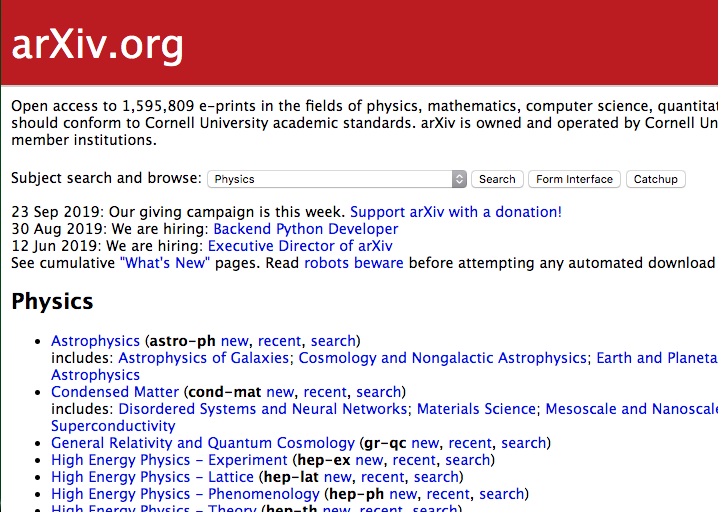 arXiv.org
Open access to 1,595,809 e-prints in the fields of physics, mathematics, computer science, quantitat
should conform to Cornell University academic standards. arXiv is owned and operated by Cornell Un
member institutions.
Subject search and browse: Physics Search Form Interface Catchup
23 Sep 2019: Our giving campaign is this week. Support arXiv with a donation!
30 Aug 2019: We are hiring: Backend Python Developer
12 Jun 2019: We are hiring: Executive Director of arXiv
See cumulative "What's New" pages. Read robots beware before attempting any automated download
Physics
• Astrophysics (astro-ph new, recent, search)
includes: Astrophysics of Galaxies; Cosmology and Nongalactic Astrophysics; Earth and Planeta
Astrophysics
• Condensed Matter (cond-mat new, recent, search)
includes: Disordered Systems and Neural Networks; Materials Science; Mesoscale and Nanoscale
Superconductivity
• General Relativity and Quantum Cosmology (gr-qc new, recent, search)
• High Energy Physics – Experiment (hep-ex new, recent, search)
• High Energy Physics – Lattice (hep-lat new, recent, search)
• High Energy Physics – Phenomenology (hep-ph new, recent, search)
• High Energy Physics – Theory (hep-th new, recent, search)